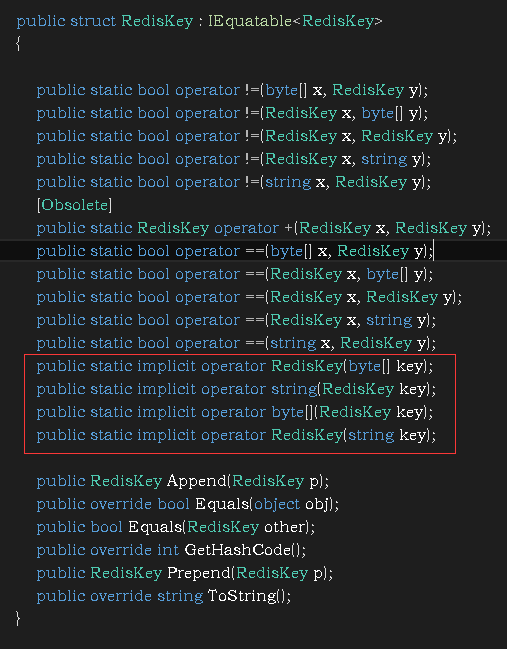 public struct RedisKey : IEquatable<RedisKey>
{
public static bool operator !=(byte[] x, RedisKey y);
public static bool operator !=(RedisKey x, byte[] y);
public static bool operator !=(RedisKey x, RedisKey y);
public static bool operator !=(RedisKey x, string y);
public static bool operator !=(string x, RedisKey y);
[Obsolete]
public static RedisKey operator +(RedisKey x, RedisKey y);
public static bool operator ==(byte[] x, RedisKey y);
public static bool operator ==(RedisKey x, byte[] y);
public static bool operator ==(RedisKey x, RedisKey y);
public static bool operator ==(RedisKey x, string y);
public static bool operator ==(string x, RedisKey y);
public static implicit operator RedisKey(byte[] key);
public static implicit operator string(RedisKey key);
public static implicit operator byte[](RedisKey key);
public static implicit operator RedisKey(string key);
public RedisKey Append(RedisKey p);
public override bool Equals(object obj);
public bool Equals(RedisKey other);
public override int GetHashCode();
public RedisKey Prepend(RedisKey p);
public override string ToString();
}